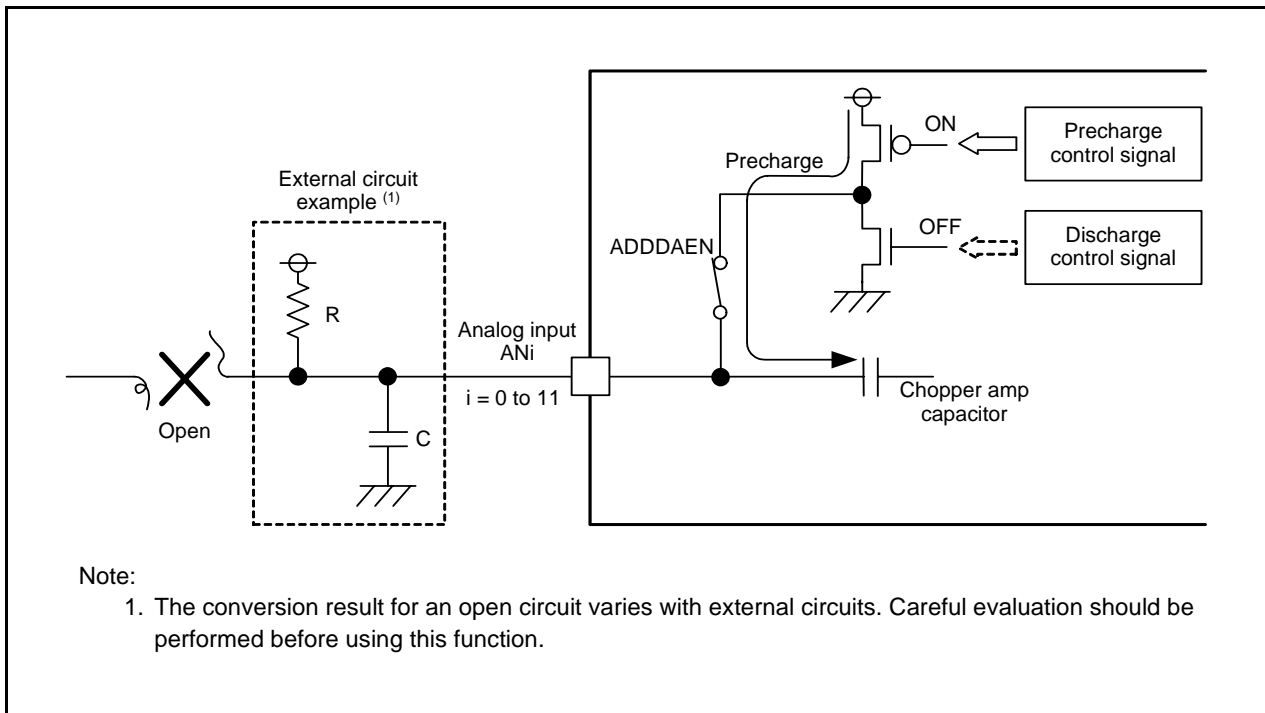 ON
Precharge
control signal
Precharge
External circuit
example (1)
OFF
Discharge
control signal
ADDDAEN
R
Analog input
ANi
i = 0 to 11
Chopper amp
capacitor
Open
C
Note:
1. The conversion result for an open circuit varies with external circuits. Careful evaluation should be
performed before using this function.